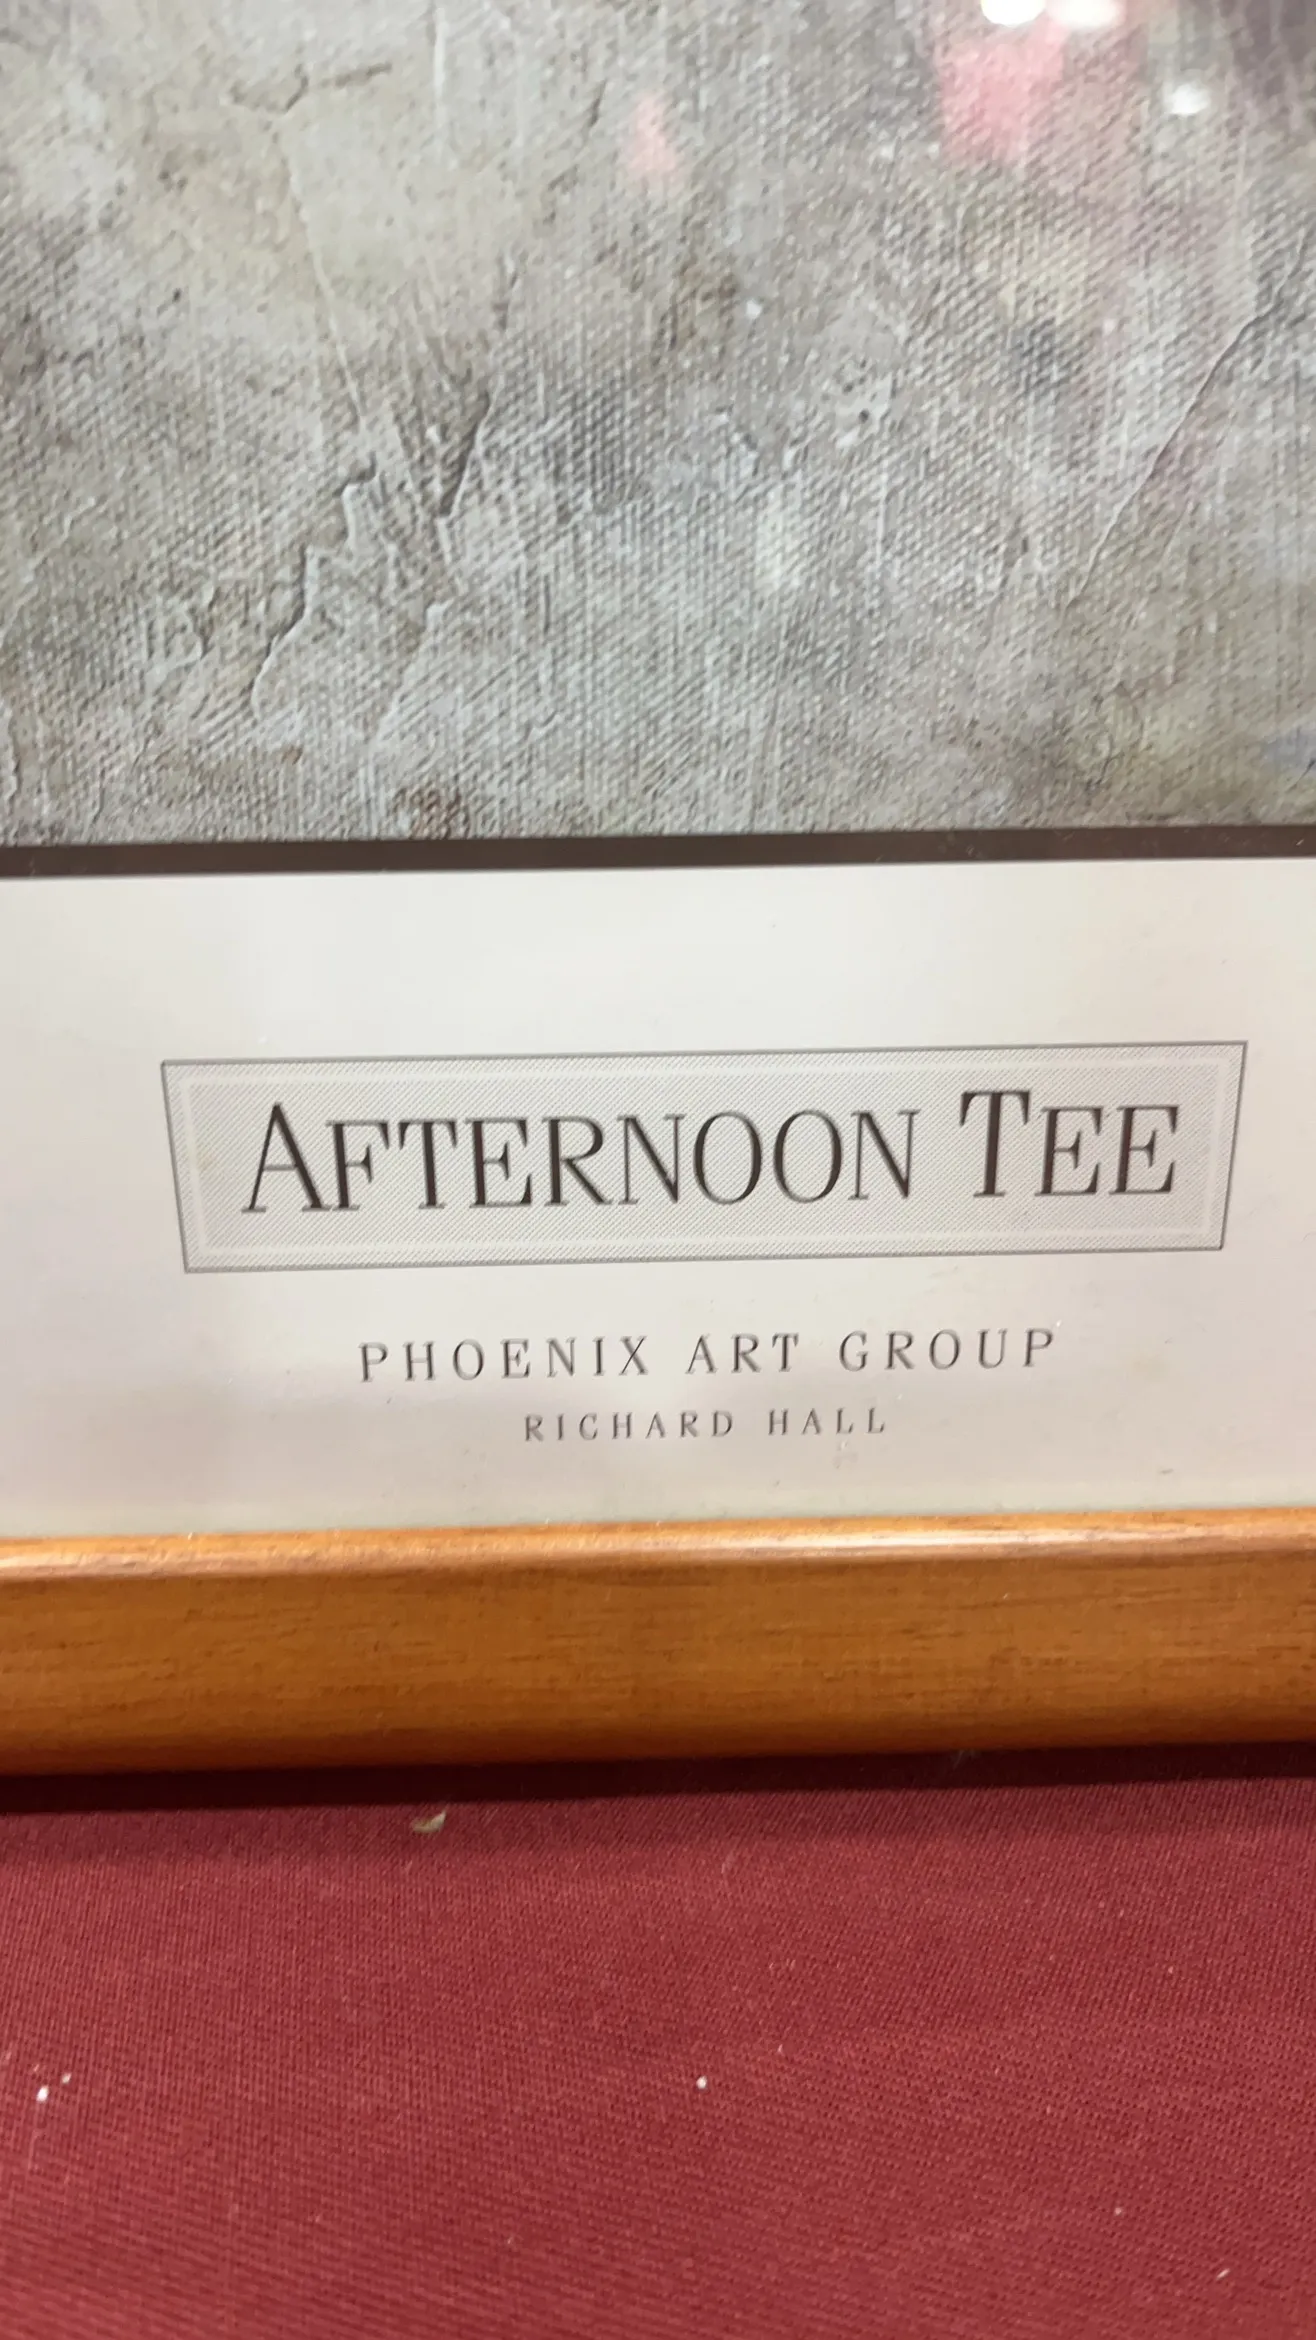 AFTERNOON TEE
PHOENIX ART GROUP
RICHARD HALL